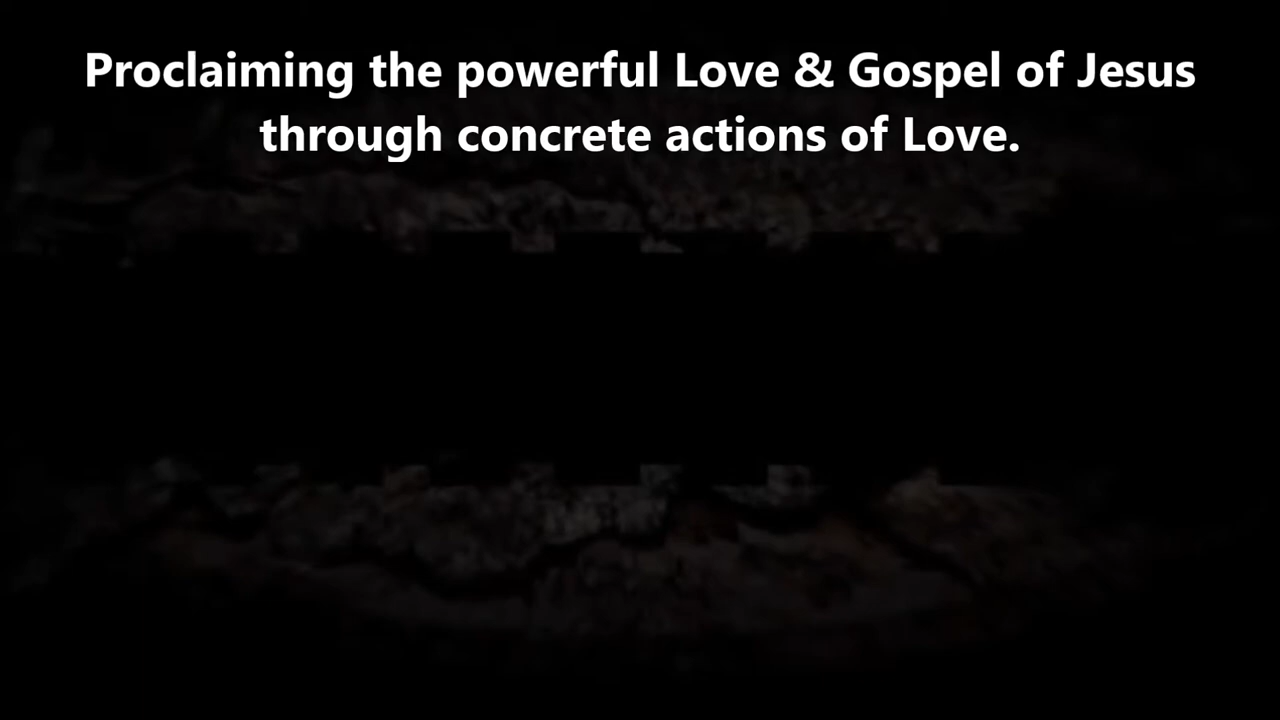 Proclaiming the powerful Love & Gospel of Jesus
through concrete actions of Love.